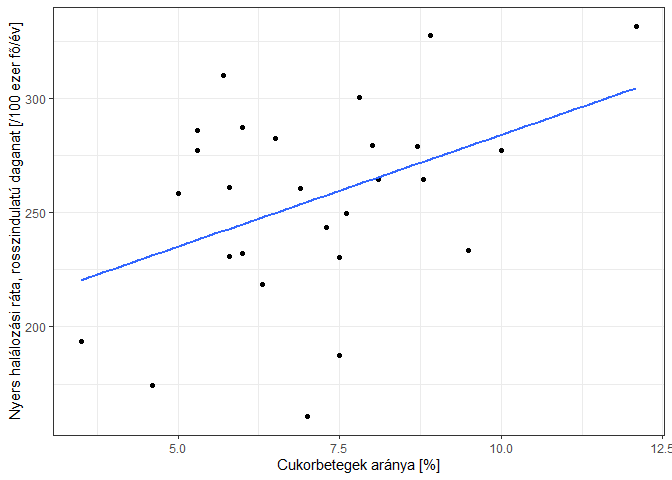 Nyers halálozási ráta, rosszindulatú daganat [/100 ezer fő/év]
300
250
200
5.0 7.5 10.0 12.5
Cukorbetegek aránya [%]